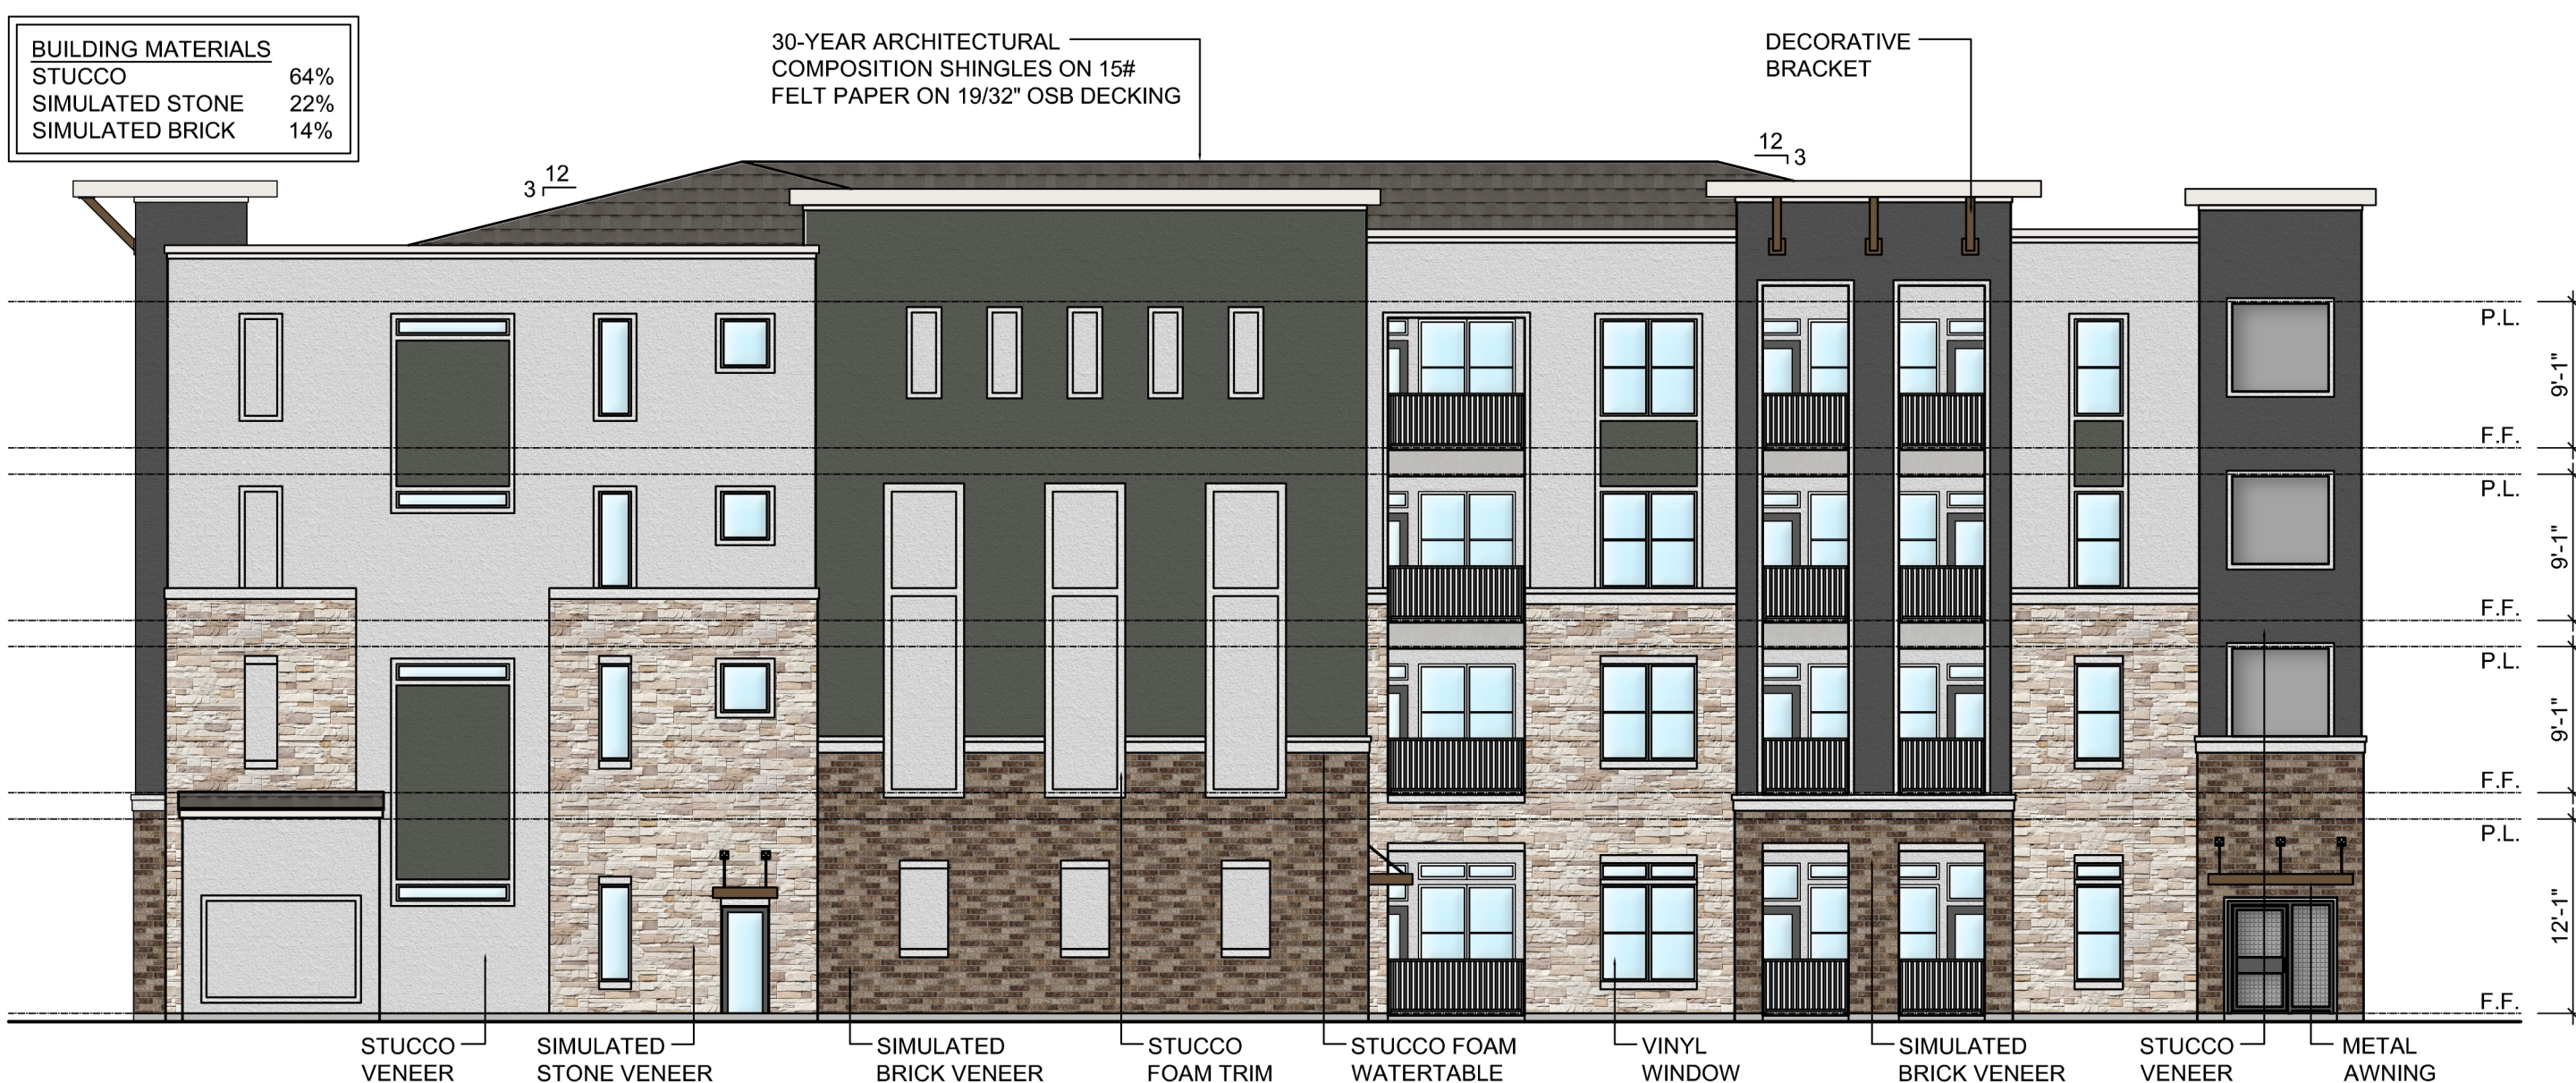 BUILDING MATERIALS
STUCCO 64%
SIMULATED STONE 22%
SIMULATED BRICK 14%
30-YEAR ARCHITECTURAL
COMPOSITION SHINGLES ON 15#
FELT PAPER ON 19/32" OSB DECKING
DECORATIVE
BRACKET
12
3
12
3
P.L.
9'-1"
F.F.
P.L.
9'-1"
F.F.
P.L.
9'-1"
F.F.
P.L.
12'-1"
F.F.
STUCCO
VENEER
SIMULATED
STONE VENEER
SIMULATED
BRICK VENEER
STUCCO
FOAM TRIM
STUCCO FOAM
WATERTABLE
VINYL
WINDOW
SIMULATED
BRICK VENEER
STUCCO
VENEER
METAL
AWNING